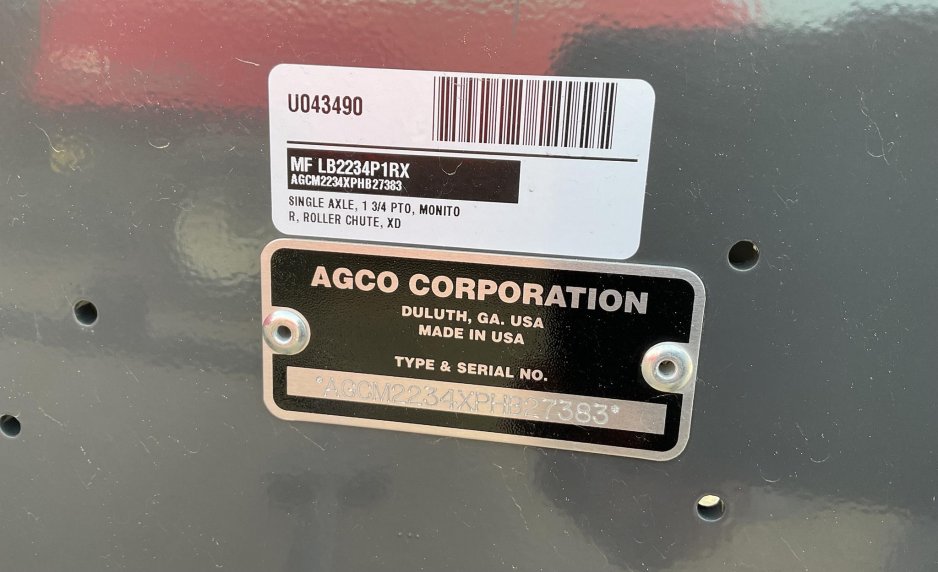 U043490
MF LB2234P1RX
AGCM2234XPHB27383
SINGLE AXLE, 1 3/4 PTO, MONITO
R, ROLLER CHUTE, XD
AGCO CORPORATION
DULUTH, GA. USA
MADE IN USA
TYPE & SERIAL NO.
*AGCM2234XPHB27383*